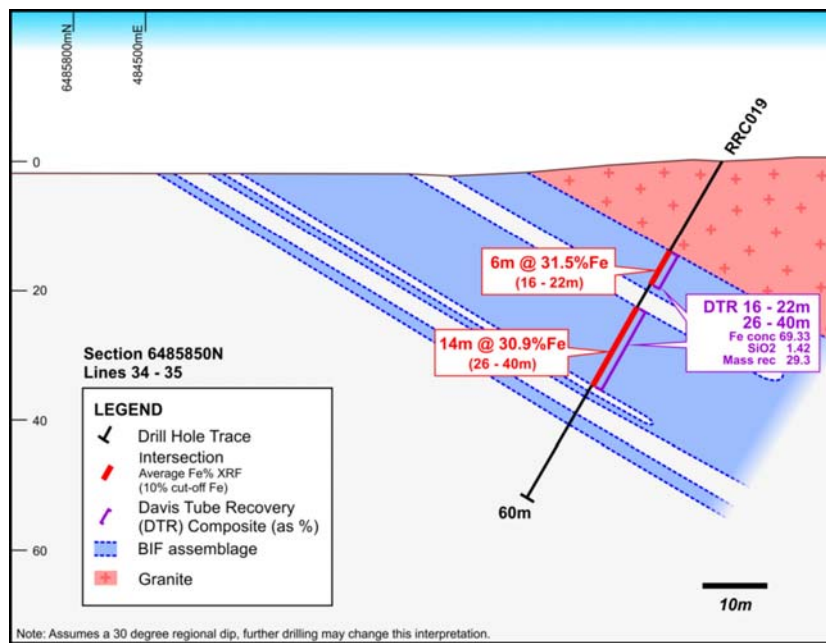 6485800mN
484500mE
RRC019
0
20
40
60
6m @ 31.5%Fe
(16 - 22m)
DTR 16 - 22m
26 - 40m
Fe conc 69.33
SiO2 1.42
Mass rec 29.3
14m @ 30.9%Fe
(26 - 40m)
Section 6485850N
Lines 34 - 35
LEGEND
Drill Hole Trace
Intersection
Average Fe% XRF
(10% cut-off Fe)
Davis Tube Recovery
(DTR) Composite (as %)
BIF assemblage
Granite
60m
10m
Note: Assumes a 30 degree regional dip, further drilling may change this interpretation.